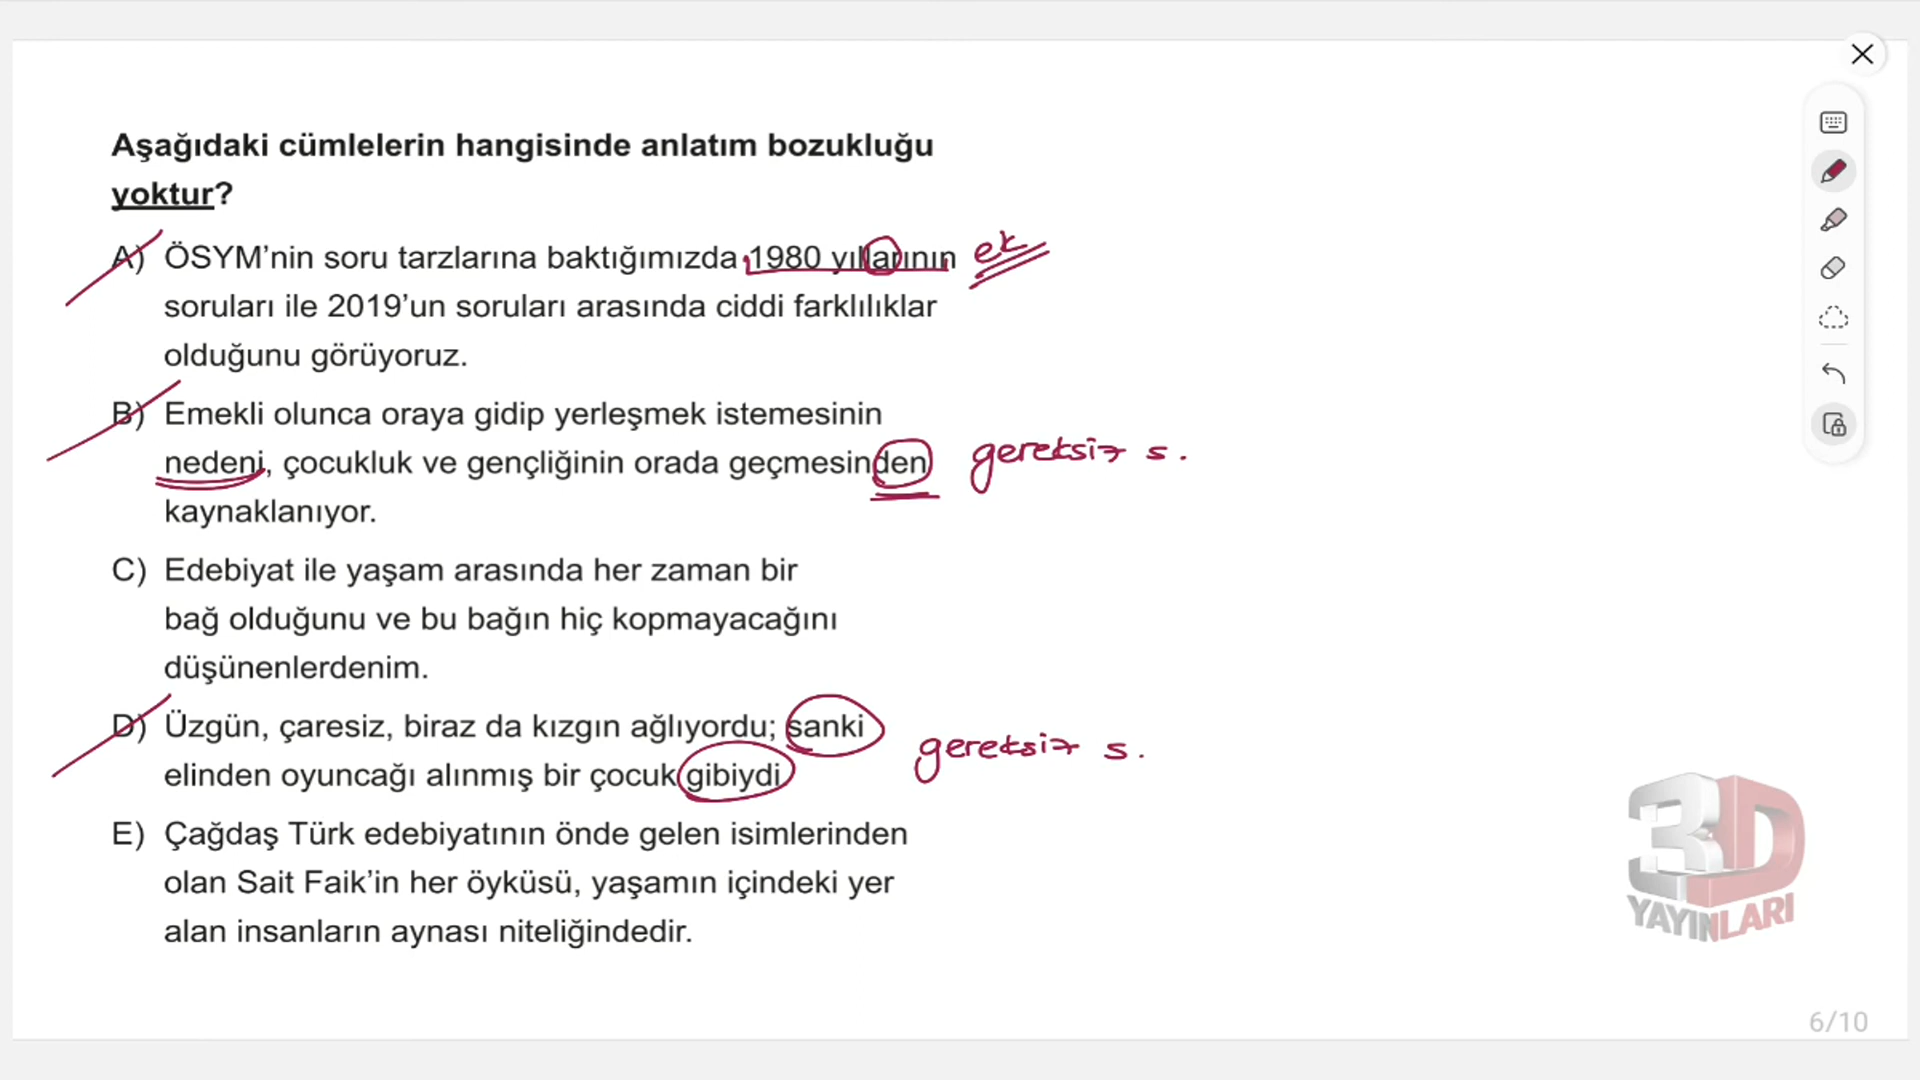 Aşağıdaki cümlelerin hangisinde anlatım bozukluğu
yoktur?
A) ÖSYM'nin soru tarzlarına baktığımızda 1980 yıllarının ek
soruları ile 2019'un soruları arasında ciddi farklılıklar
olduğunu görüyoruz.
B) Emekli olunca oraya gidip yerleşmek istemesinin
nedeni, çocukluk ve gençliğinin orada geçmesinden gereksiz s.
kaynaklanıyor.
C) Edebiyat ile yaşam arasında her zaman bir
bağ olduğunu ve bu bağın hiç kopmayacağını
düşünenlerdenim.
D) Üzgün, çaresiz, biraz da kızgın ağlıyordu; sanki
elinden oyuncağı alınmış bir çocuk gibiydi. gereksiz s.
E) Çağdaş Türk edebiyatının önde gelen isimlerinden
olan Sait Faik'in her öyküsü, yaşamın içindeki yer
alan insanların aynası niteliğindedir.
3D
YAYINLARI
6/10